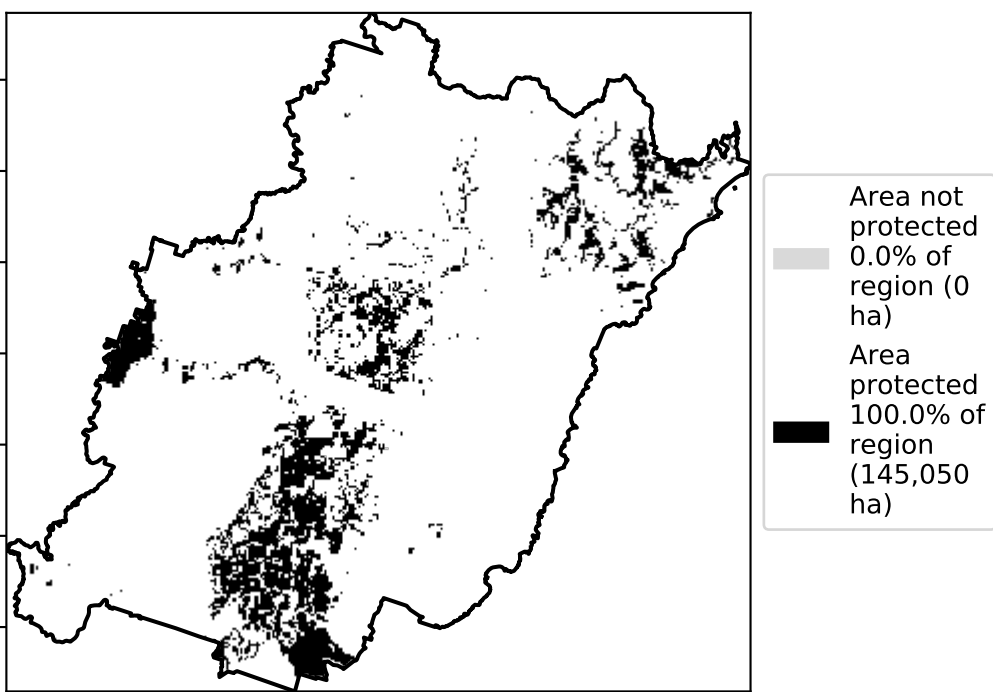 Area not
protected
0.0% of
region (0
ha)
Area
protected
100.0% of
region
(145,050
ha)